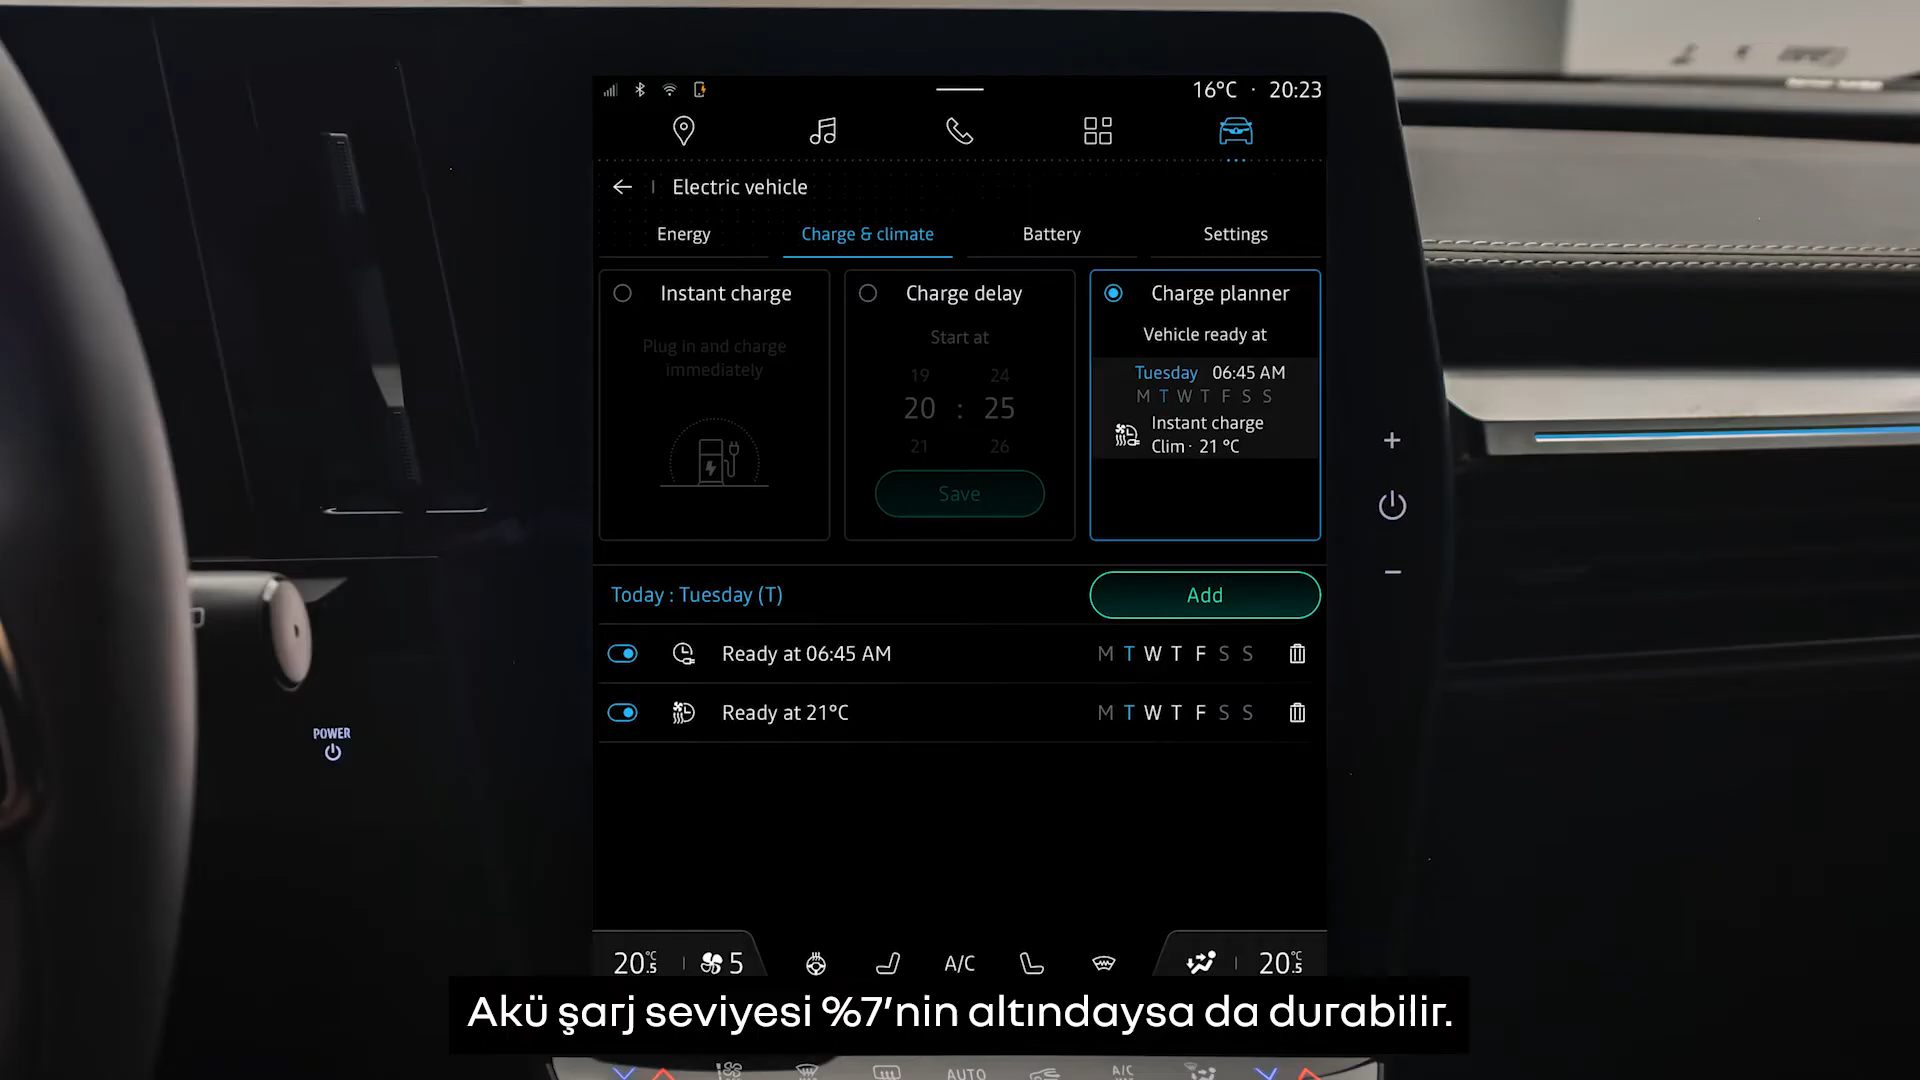 16°C · 20:23
Electric vehicle
Energy
Charge & climate
Battery
Settings
Instant charge
Plug in and charge
immediately
Charge delay
Start at
19 24
20 : 25
21 26
Save
Charge planner
Vehicle ready at
Tuesday 06:45 AM
M T W T F S S
Instant charge
Clim · 21 °C
Today : Tuesday (T)
Add
Ready at 06:45 AM
M T W T F S S
Ready at 21°C
M T W T F S S
POWER
20.5 °C
5
A/C
20.5 °C
Akü şarj seviyesi %7'nin altındaysa da durabilir.
AUTO
A/C